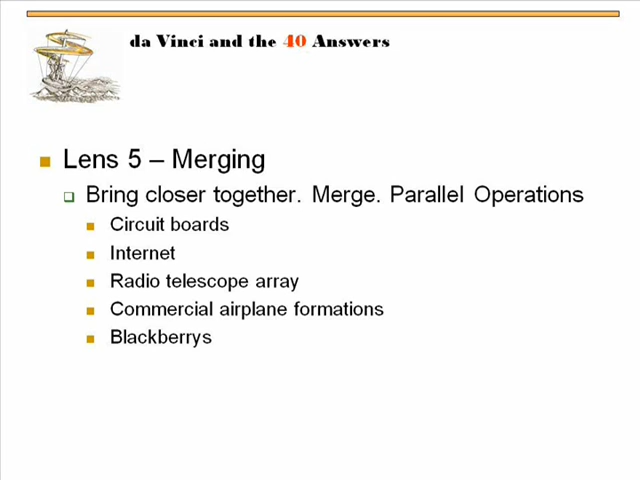 da Vinci and the 40 Answers
Lens 5 – Merging
Bring closer together. Merge. Parallel Operations
Circuit boards
Internet
Radio telescope array
Commercial airplane formations
Blackberrys